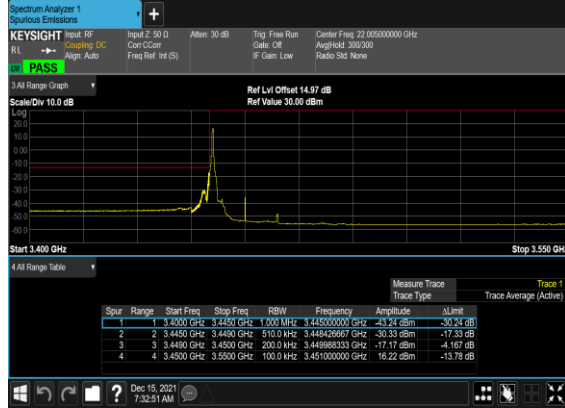 Spectrum Analyzer 1
Spurious Emissions
KEYSIGHT Input: RF Input Z: 50 Ω Atten: 30 dB Trig: Free Run Center Freq: 22.005000000 GHz
RL Coupling: DC Corr CCorr Gate: Off Avg|Hold: 300/300
Align: Auto Freq Ref: Int (S) IF Gain: Low Radio Std: None
PASS
3 All Range Graph
Ref Lvl Offset 14.97 dB
Scale/Div 10.0 dB Ref Value 30.00 dBm
Log
20.0
10.0
0.00
-10.0
-20.0
-30.0
-40.0
-50.0
-60.0
Start 3.400 GHz Stop 3.550 GH
4 All Range Table
Measure Trace Trace 1
Trace Type Trace Average (Active)
Spur Range Start Freq Stop Freq RBW Frequency Amplitude ΔLimit
1 1 3.4000 GHz 3.4450 GHz 1.000 MHz 3.445000000 GHz -43.24 dBm -30.24 dB
2 2 3.4450 GHz 3.4490 GHz 510.0 kHz 3.448426667 GHz -30.33 dBm -17.33 dB
3 3 3.4490 GHz 3.4500 GHz 200.0 kHz 3.449988333 GHz -17.17 dBm -4.167 dB
4 4 3.4500 GHz 3.5500 GHz 100.0 kHz 3.451000000 GHz 16.22 dBm -13.78 dB
? Dec 15, 2021
7:32:51 AM